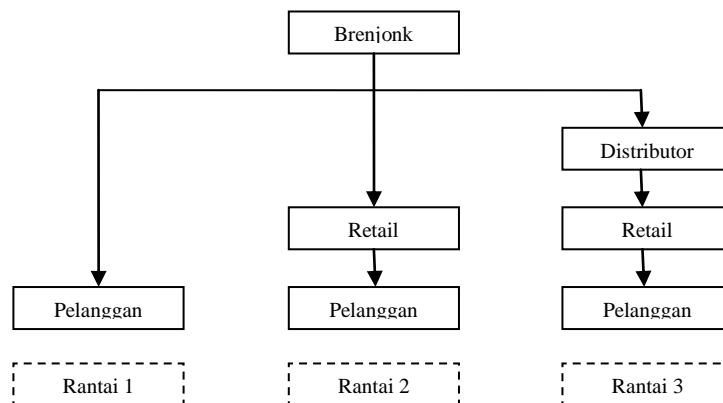 Brenjonk
Distributor
Retail
Retail
Pelanggan
Pelanggan
Pelanggan
Rantai 1
Rantai 2
Rantai 3